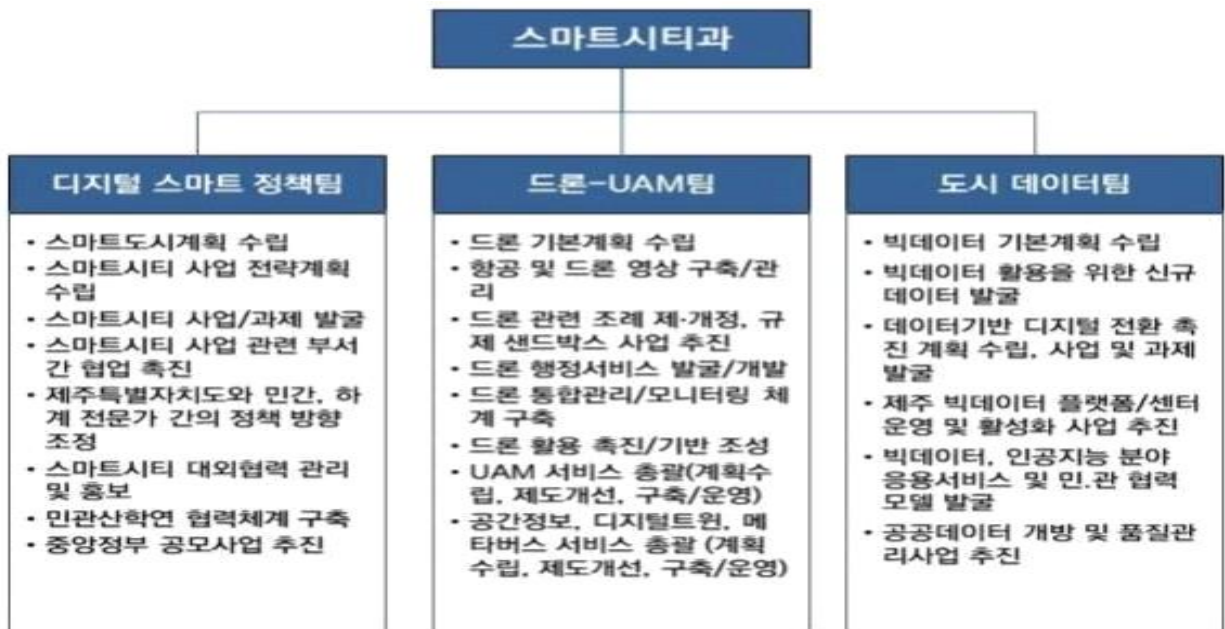 스마트시티과
디지털 스마트 정책팀
• 스마트도시계획 수립
• 스마트시티 사업 전략계획
수립
• 스마트시티 사업/과제 발굴
• 스마트시티 사업 관련 부서
간 협업 촉진
• 제주특별자치도와 민간, 하
계 전문가 간의 정책 방향
조정
• 스마트시티 대외협력 관리
및 홍보
• 민관산학연 협력체계 구축
• 중앙정부 공모사업 추진
드론-UAM팀
• 드론 기본계획 수립
• 항공 및 드론 영상 구축/관
리
• 드론 관련 조례 제·개정, 규
제 샌드박스 사업 추진
• 드론 행정서비스 발굴/개발
• 드론 통합관리/모니터링 체
계 구축
• 드론 활용 촉진/기반 조성
• UAM 서비스 총괄(계획수
립, 제도개선, 구축/운영)
• 공간정보, 디지털트윈, 메
타버스 서비스 총괄 (계획
수립, 제도개선, 구축/운영)
도시 데이터팀
• 빅데이터 기본계획 수립
• 빅데이터 활용을 위한 신규
데이터 발굴
• 데이터기반 디지털 전환 촉
진 계획 수립, 사업 및 과제
발굴
• 제주 빅데이터 플랫폼/센터
운영 및 활성화 사업 추진
• 빅데이터, 인공지능 분야
응용서비스 및 민.관 협력
모델 발굴
• 공공데이터 개방 및 품질관
리사업 추진